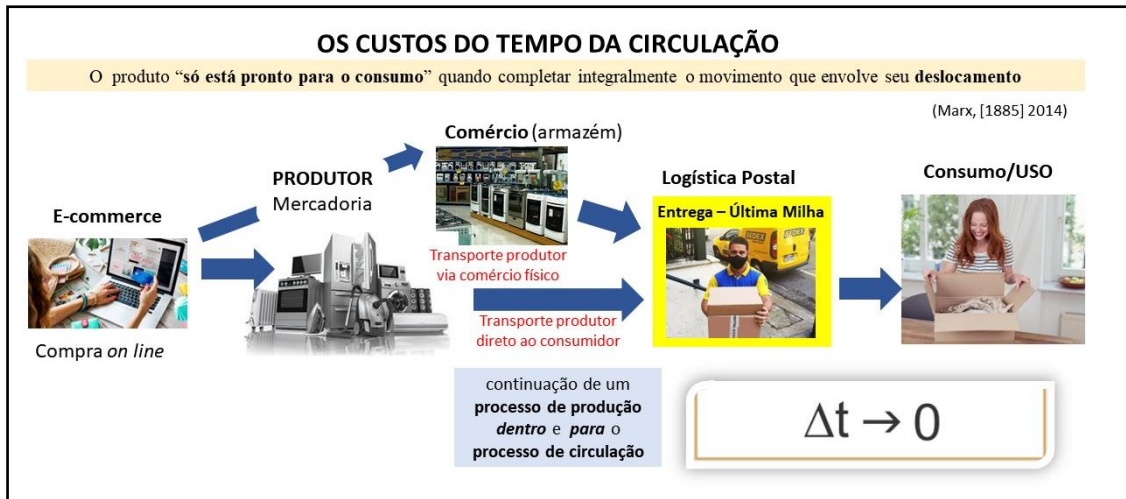 OS CUSTOS DO TEMPO DA CIRCULAÇÃO
O produto “só está pronto para o consumo” quando completar integralmente o movimento que envolve seu deslocamento
(Marx, [1885] 2014)
E-commerce
Compra on line
PRODUTOR
Mercadoria
Comércio (armazém)
Transporte produtor
via comércio físico
Transporte produtor
direto ao consumidor
Logística Postal
Entrega – Última Milha
SEDEX
Consumo/USO
continuação de um
processo de produção
dentro e para o
processo de circulação
Δt → 0